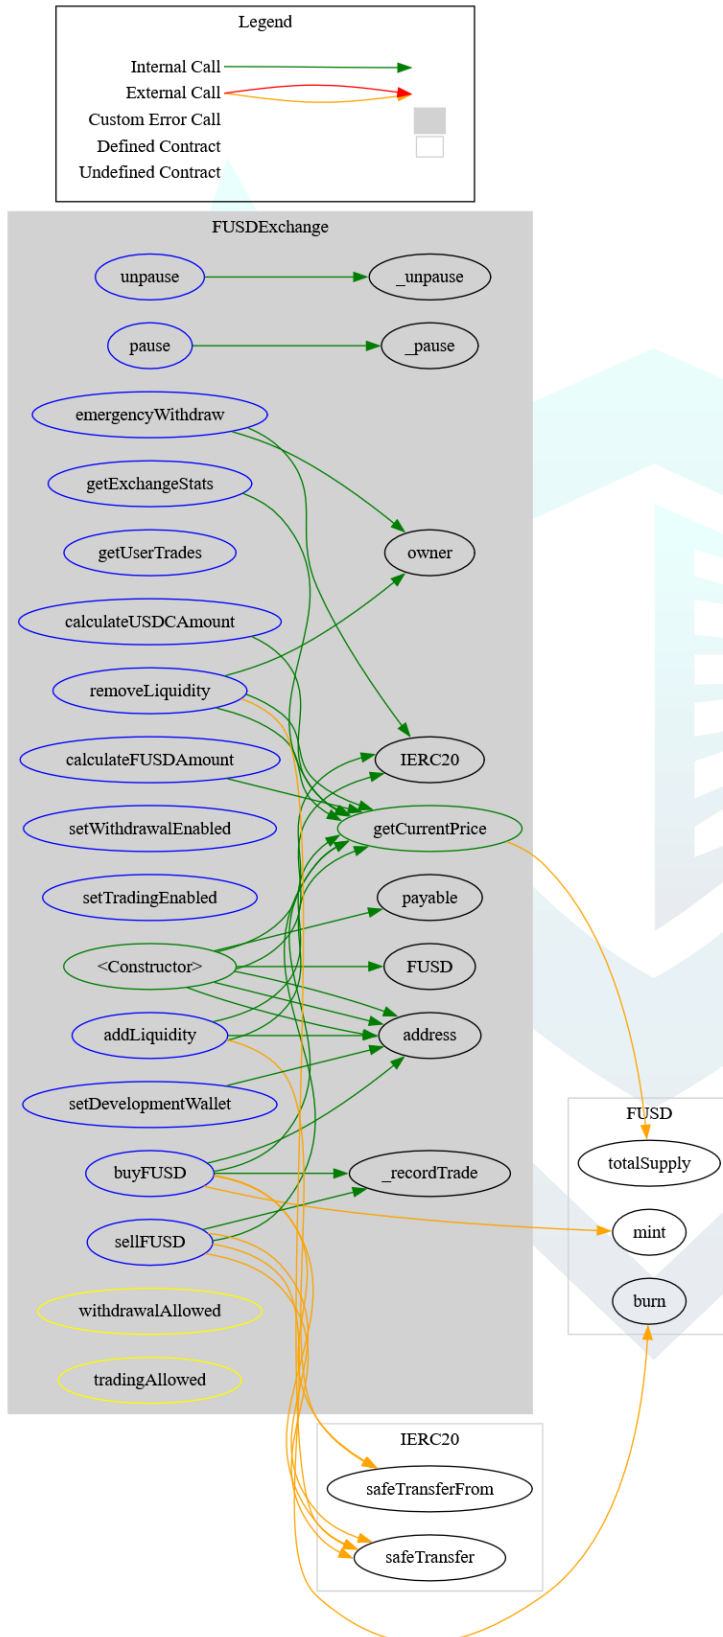 Legend
Internal Call
External Call
Custom Error Call
Defined Contract
Undefined Contract
FUSDExchange
unpause
_unpause
pause
_pause
emergencyWithdraw
getExchangeStats
getUserTrades
owner
calculateUSDCAmount
removeLiquidity
calculateFUSDAmount
IERC20
setWithdrawalEnabled
getCurrentPrice
setTradingEnabled
payable
<Constructor>
FUSD
addLiquidity
address
setDevelopmentWallet
buyFUSD
_recordTrade
sellFUSD
withdrawalAllowed
tradingAllowed
FUSD
totalSupply
mint
burn
IERC20
safeTransferFrom
safeTransfer